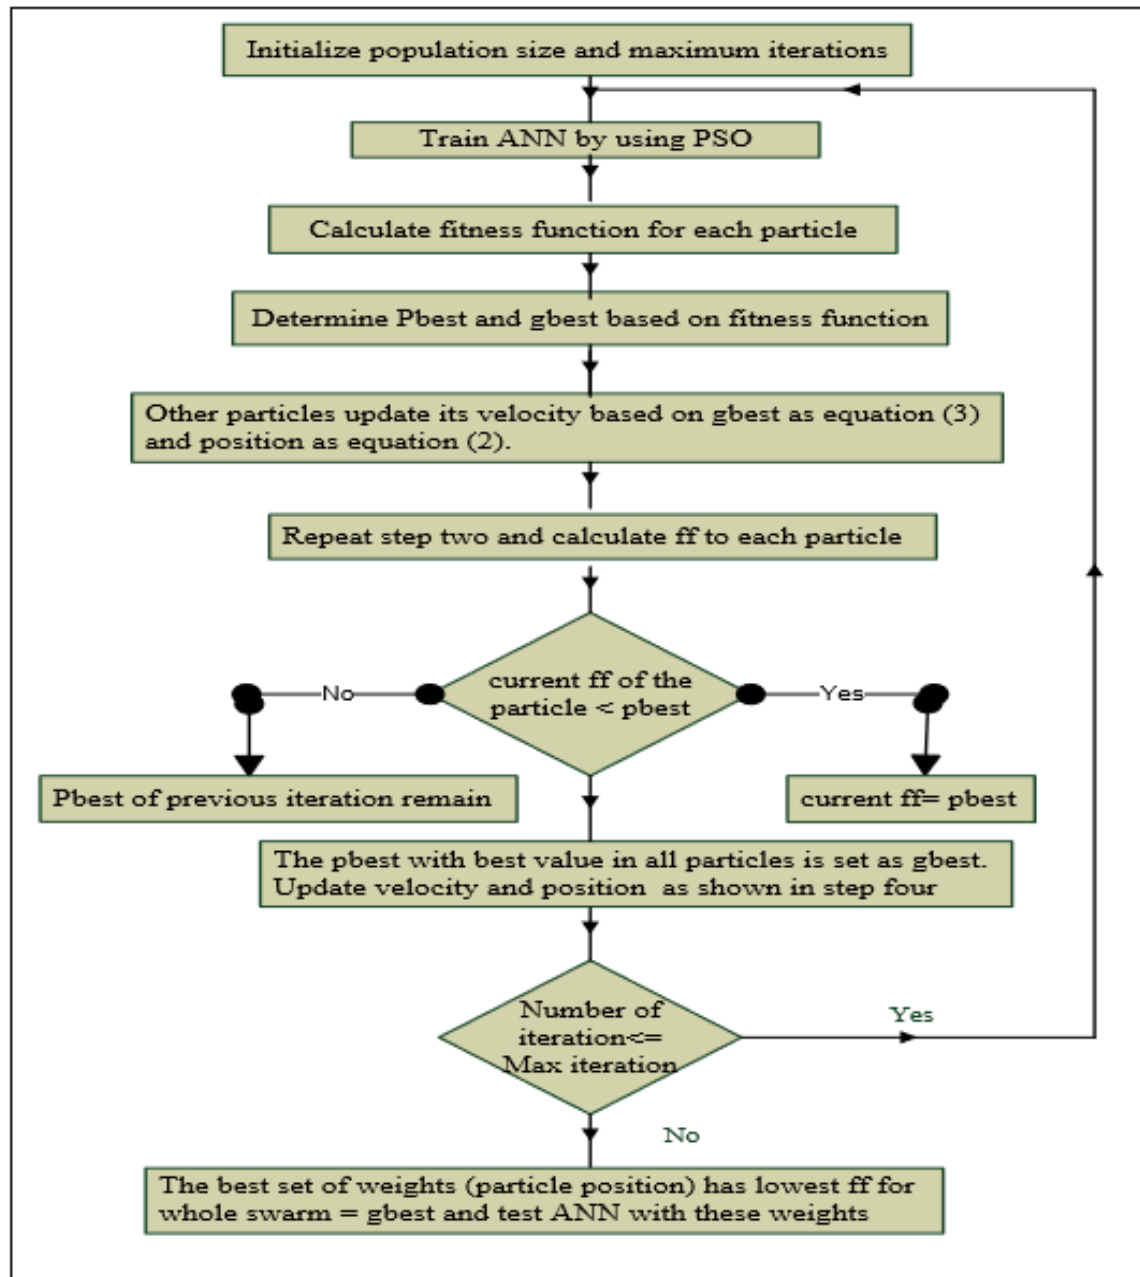 Initialize population size and maximum iterations
Train ANN by using PSO
Calculate fitness function for each particle
Determine Pbest and gbest based on fitness function
Other particles update its velocity based on gbest as equation (3)
and position as equation (2).
Repeat step two and calculate ff to each particle
current ff of the
particle < pbest
No
Yes
Pbest of previous iteration remain
current ff= pbest
The pbest with best value in all particles is set as gbest.
Update velocity and position as shown in step four
Number of
iteration<=
Max iteration
Yes
No
The best set of weights (particle position) has lowest ff for
whole swarm = gbest and test ANN with these weights